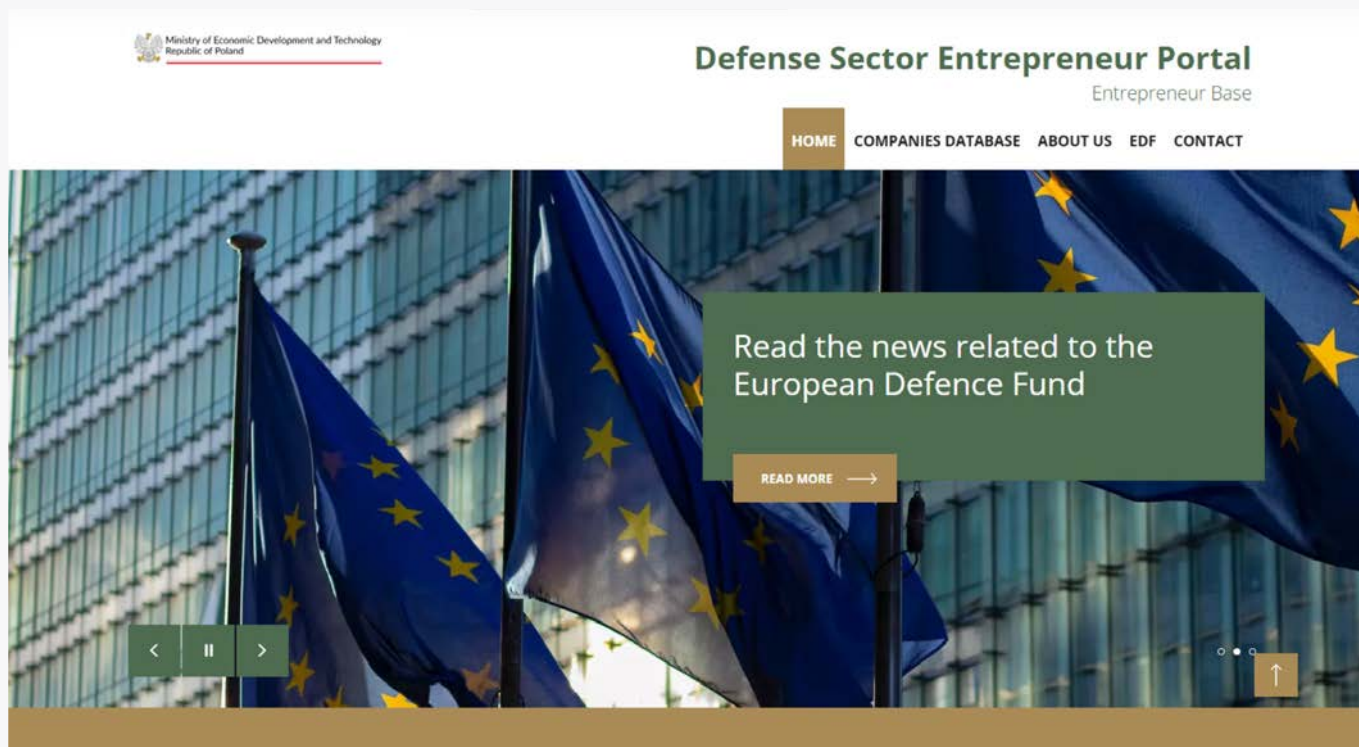 Ministry of Economic Development and Technology
Republic of Poland
Defense Sector Entrepreneur Portal
Entrepreneur Base
HOME COMPANIES DATABASE ABOUT US EDF CONTACT
Read the news related to the
European Defence Fund
READ MORE